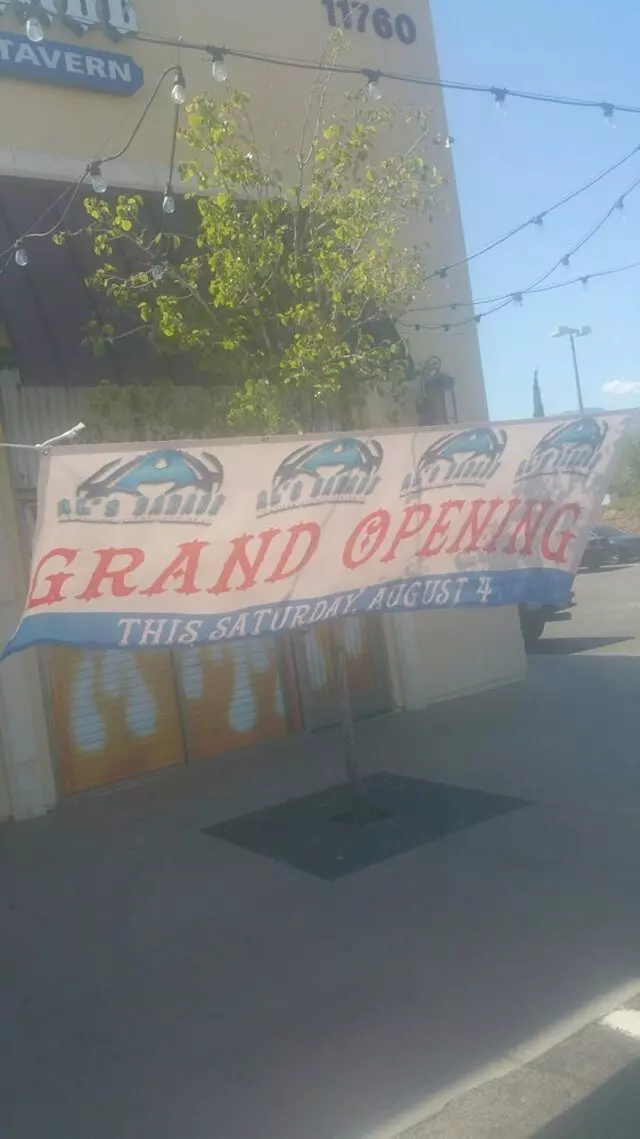 11760
TAVERN
GRAND OPENING
THIS SATURDAY, AUGUST 4